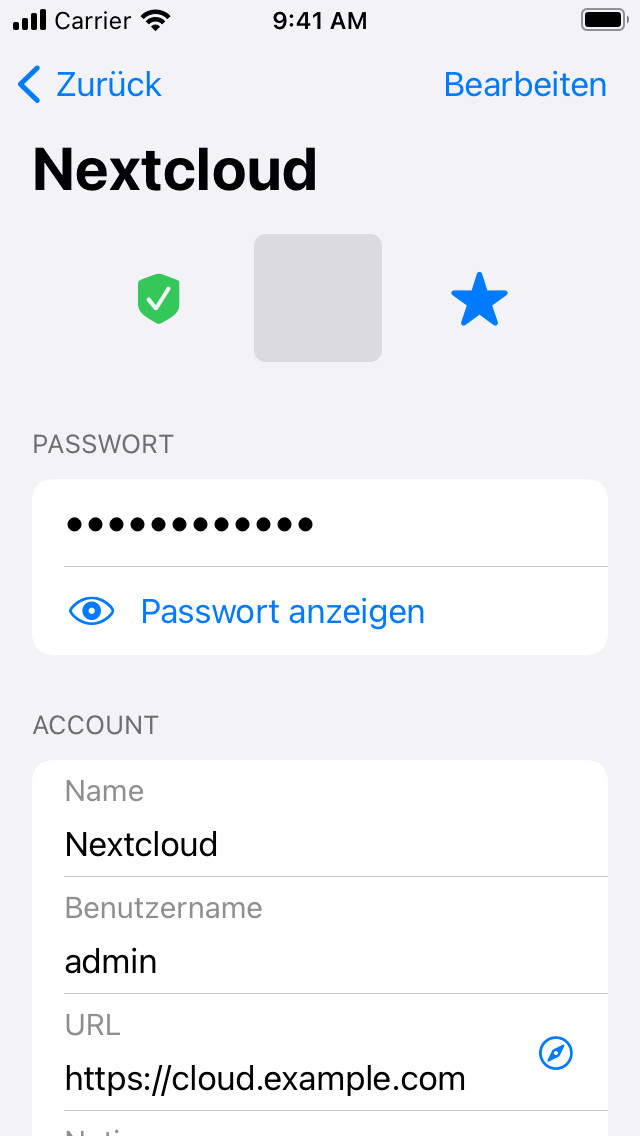 Carrier 9:41 AM
Zurück Bearbeiten
Nextcloud
PASSWORT
●●●●●●●●●●●●
Passwort anzeigen
ACCOUNT
Name
Nextcloud
Benutzername
admin
URL
https://cloud.example.com